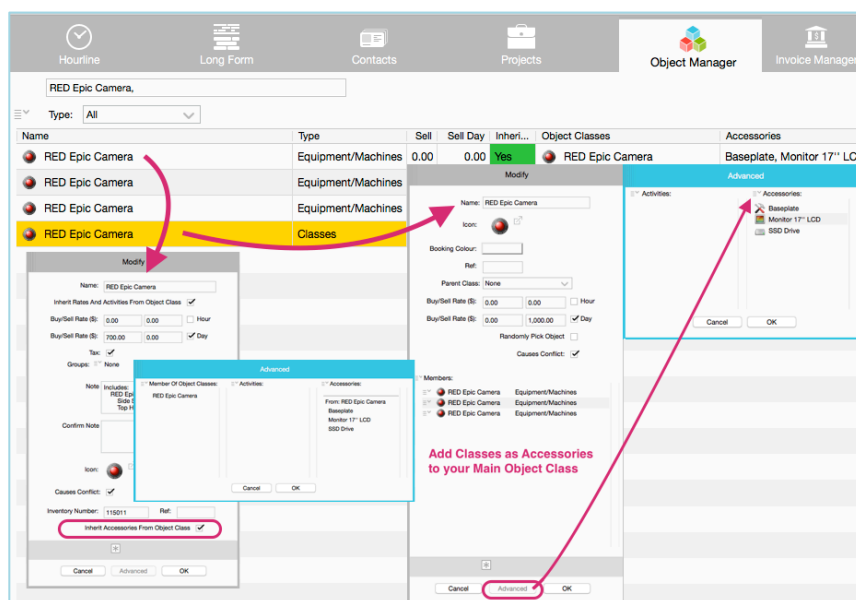 Hourline
Long Form
Contacts
Projects
Object Manager
Invoice Manager
RED Epic Camera,
Type: All
Name Type Sell Sell Day Inheri... Object Classes Accessories
RED Epic Camera Equipment/Machines 0.00 0.00 Yes RED Epic Camera Baseplate, Monitor 17'' LC
RED Epic Camera Equipment/Machines
RED Epic Camera Equipment/Machines
RED Epic Camera Classes
Modify
Name: RED Epic Camera
Inherit Rates And Activities From Object Class
Buy/Sell Rate ($): 0.00 0.00 Hour
Buy/Sell Rate ($): 700.00 0.00 Day
Tax:
Groups: None
Note Includes:
RED Ep
Side S
Top H
Confirm Note
Icon:
Causes Conflict:
Inventory Number: 115011 Ref:
Inherit Accessories From Object Class
Cancel Advanced OK
Advanced
Member Of Object Classes: Activities: Accessories:
RED Epic Camera
From: RED Epic Camera
Baseplate
Monitor 17'' LCD
SSD Drive
Cancel OK
Modify
Name: RED Epic Camera
Icon:
Booking Colour:
Ref:
Parent Class: None
Buy/Sell Rate ($): 0.00 0.00 Hour
Buy/Sell Rate ($): 0.00 1,000.00 Day
Randomly Pick Object
Causes Conflict:
Members:
RED Epic Camera Equipment/Machines
RED Epic Camera Equipment/Machines
RED Epic Camera Equipment/Machines
Add Classes as Accessories
to your Main Object Class
Cancel Advanced OK
Advanced
Activities: Accessories:
Baseplate
Monitor 17'' LCD
SSD Drive
Cancel OK